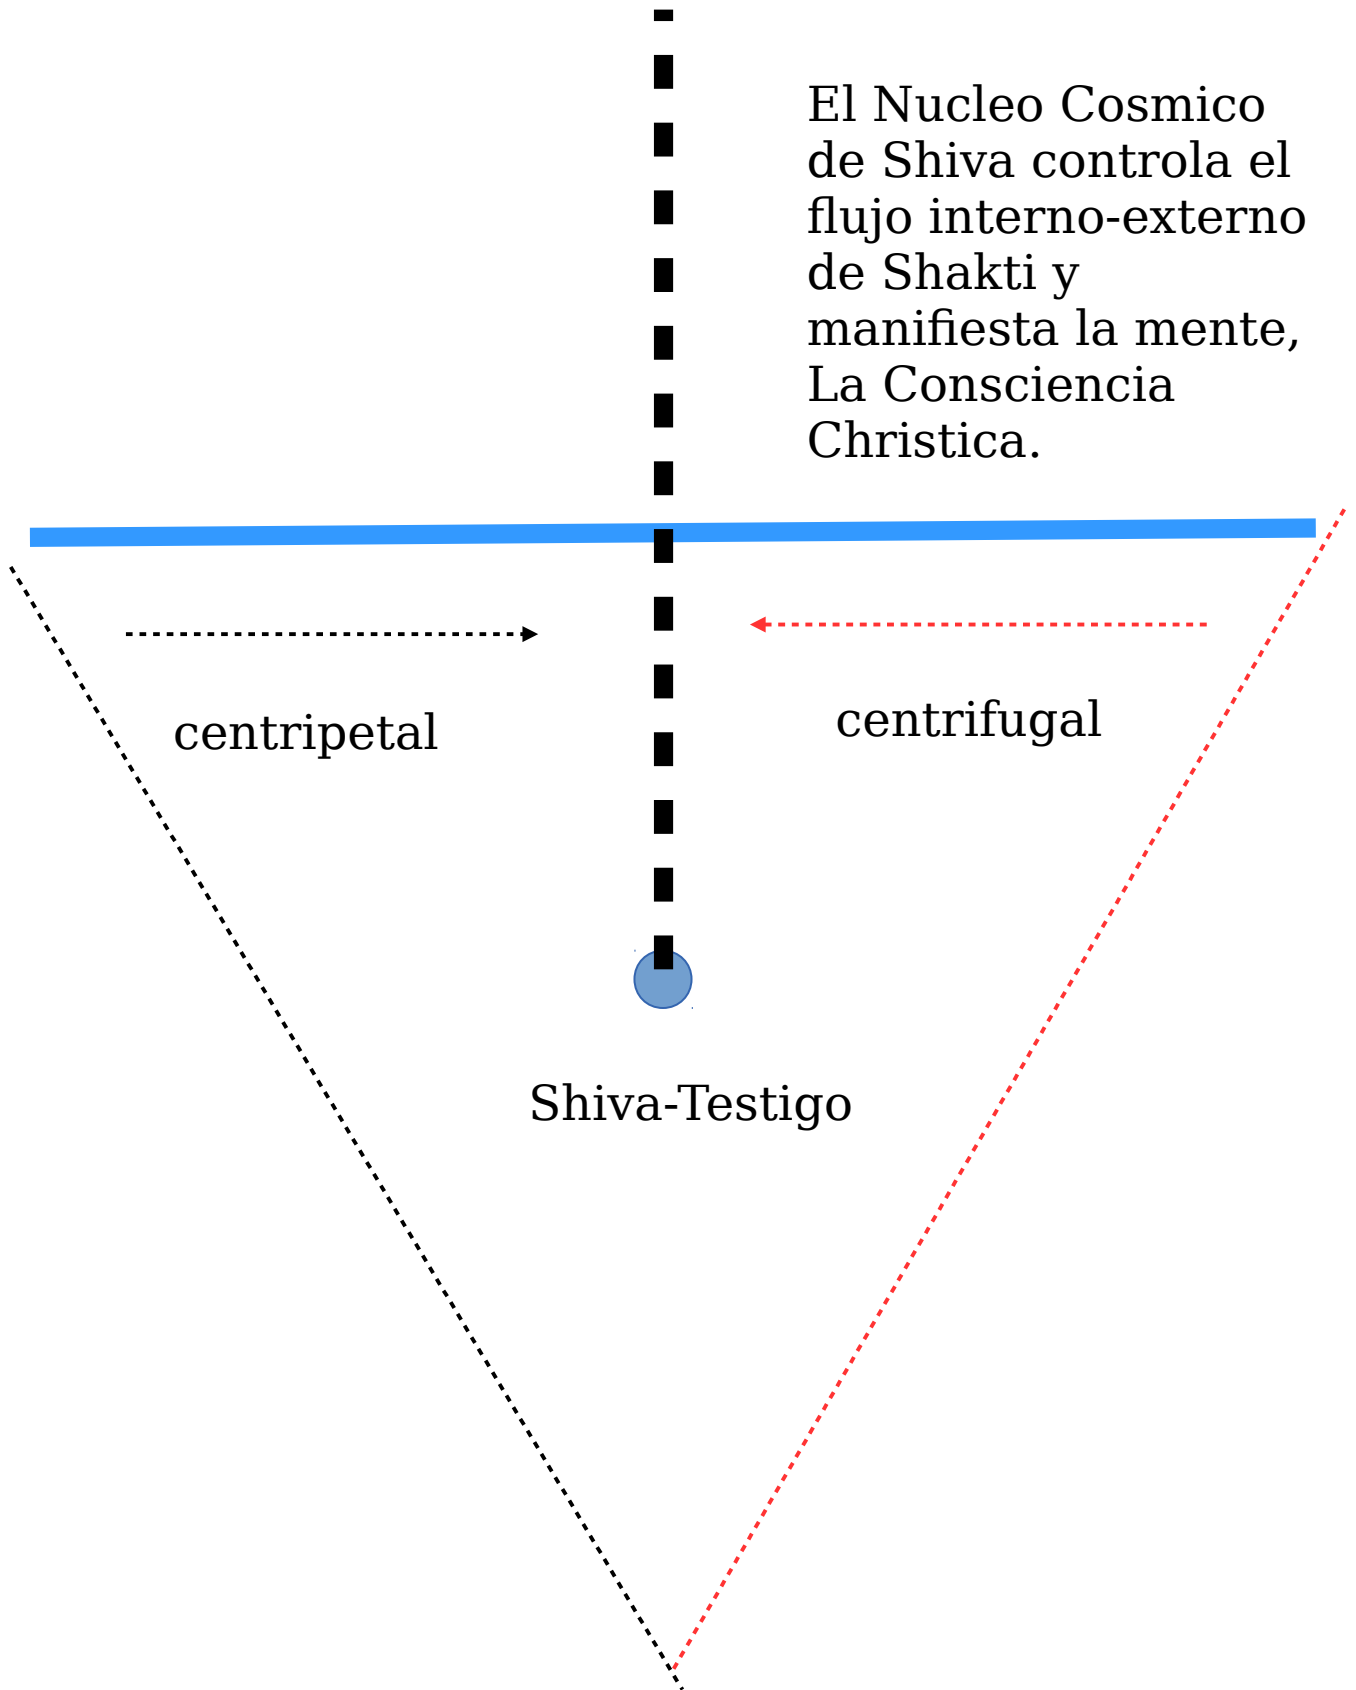 El Nucleo Cosmico
de Shiva controla el
flujo interno-externo
de Shakti y
manifiesta la mente,
La Consciencia
Christica.
centripetal
centrifugal
Shiva-Testigo